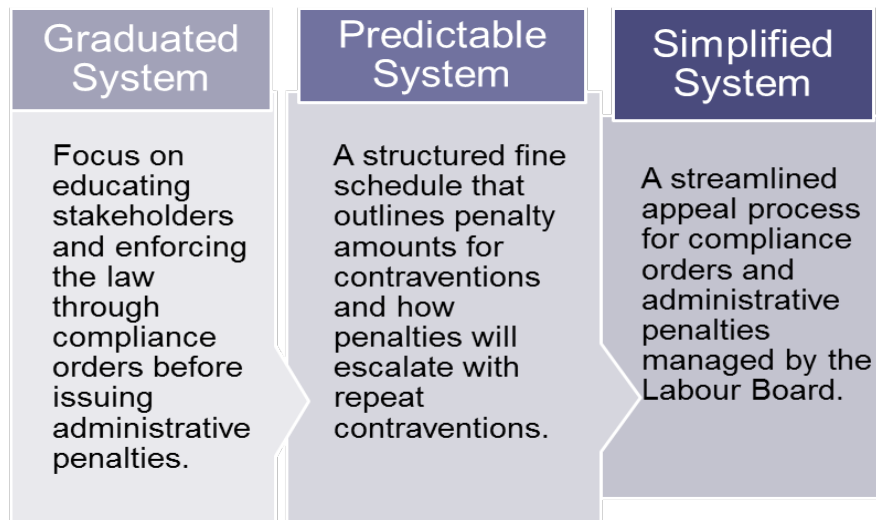 Graduated
System
Focus on
educating
stakeholders
and enforcing
the law
through
compliance
orders before
issuing
administrative
penalties.
Predictable
System
A structured fine
schedule that
outlines penalty
amounts for
contraventions
and how
penalties will
escalate with
repeat
contraventions.
Simplified
System
A streamlined
appeal process
for compliance
orders and
administrative
penalties
managed by the
Labour Board.